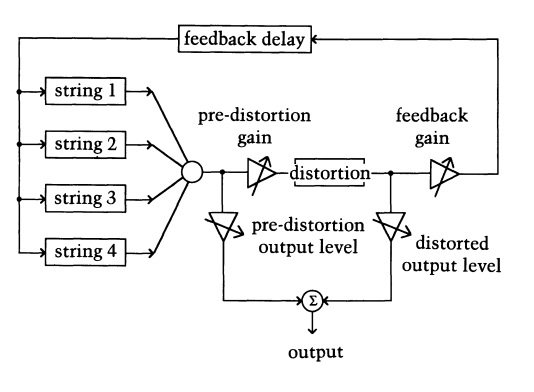 feedback delay
string 1
string 2
string 3
string 4
pre-distortion
gain
distortion
feedback
gain
pre-distortion
output level
distorted
output level
Σ
output